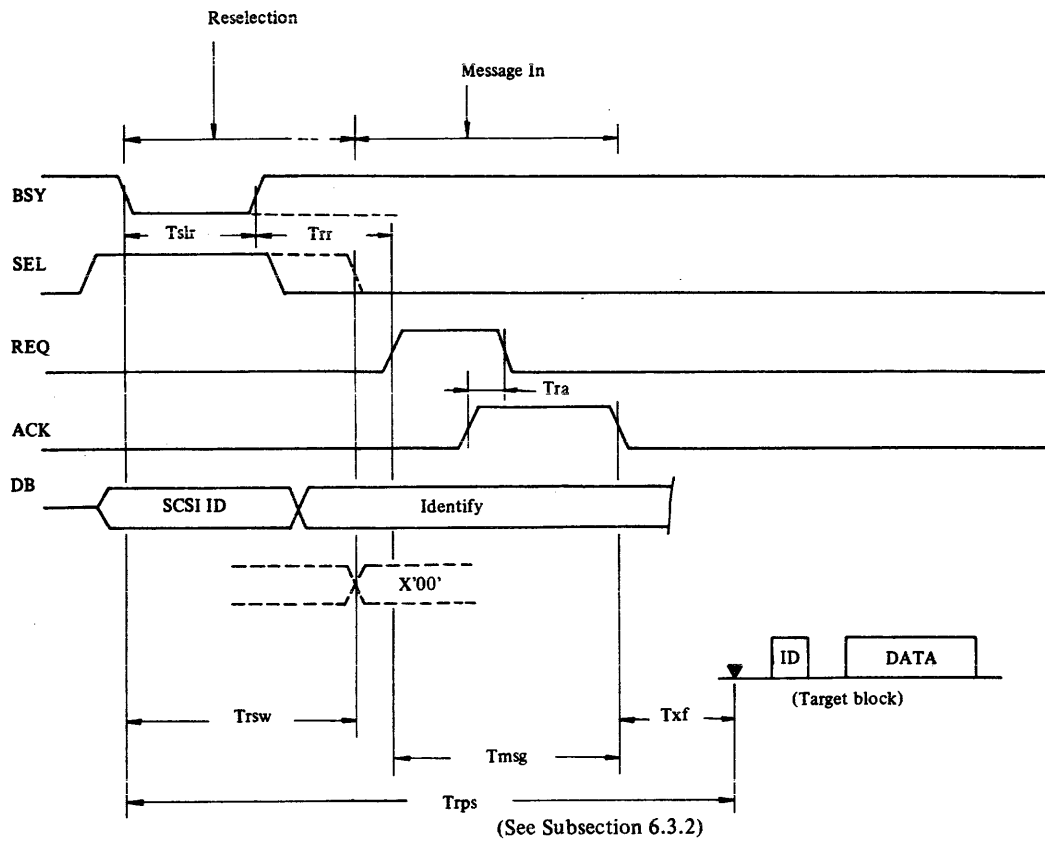 Reselection
Message In
BSY
Tslr
Trr
SEL
REQ
Tra
ACK
DB
SCSI ID
Identify
X'00'
ID
DATA
(Target block)
Trsw
Txf
Tmsg
Trps
(See Subsection 6.3.2)